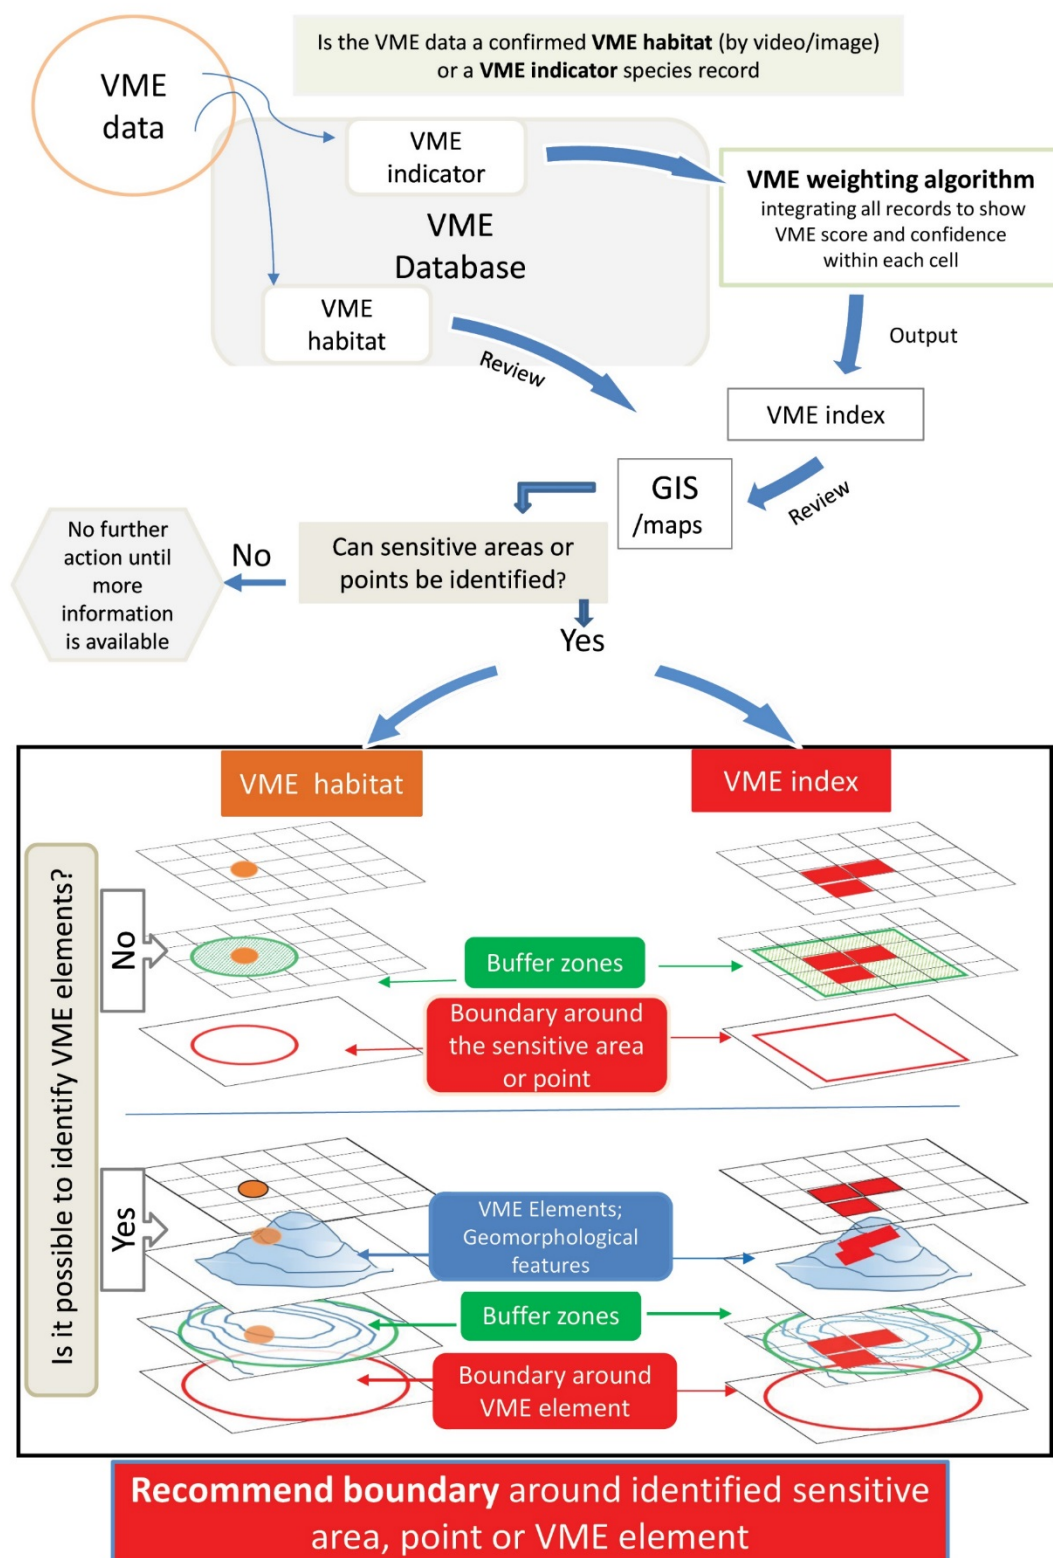 Is the VME data a confirmed VME habitat (by video/image)
or a VME indicator species record
VME
data
VME
indicator
VME
Database
VME
habitat
VME weighting algorithm
integrating all records to show
VME score and confidence
within each cell
Output
Review
VME index
GIS
/maps
Review
Can sensitive areas or
points be identified?
No
No further
action until
more
information
is available
Yes
VME habitat
VME index
Is it possible to identify VME elements?
No
Buffer zones
Boundary around
the sensitive area
or point
Yes
VME Elements;
Geomorphological
features
Buffer zones
Boundary around
VME element
Recommend boundary around identified sensitive
area, point or VME element